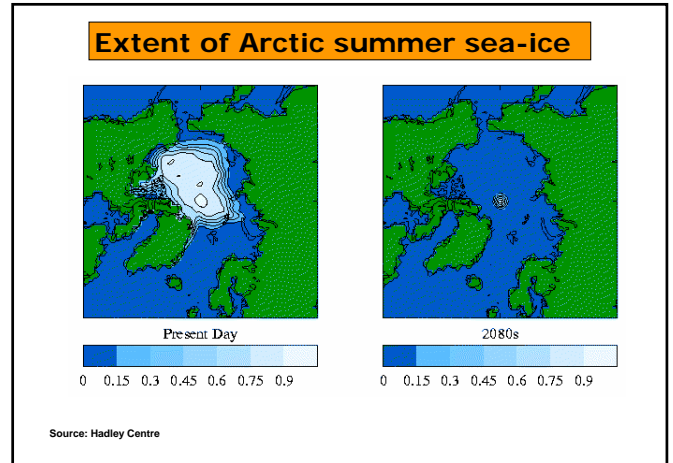 Extent of Arctic summer sea-ice
Present Day
0 0.15 0.3 0.45 0.6 0.75 0.9
2080s
0 0.15 0.3 0.45 0.6 0.75 0.9
Source: Hadley Centre